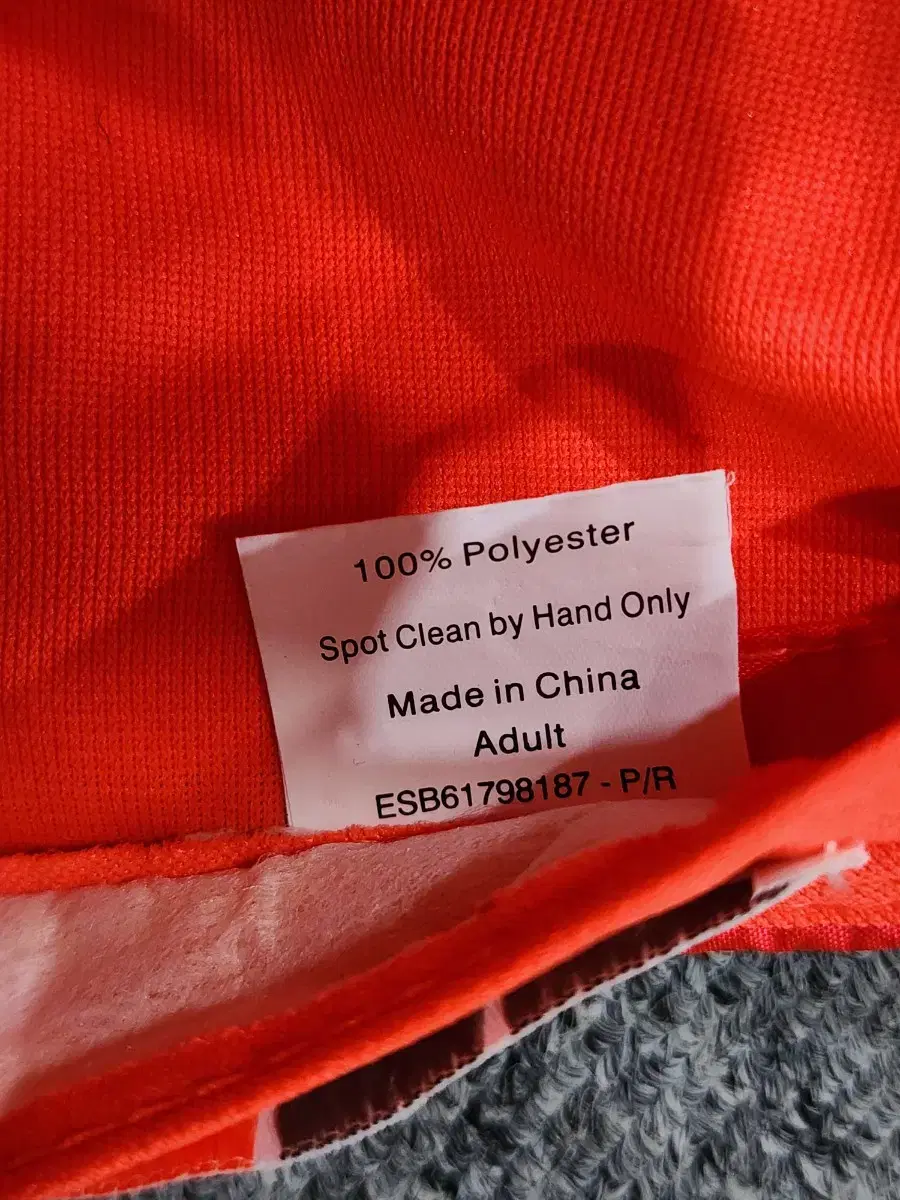 100% Polyester
Spot Clean by Hand Only
Made in China
Adult
ESB61798187 - P/R